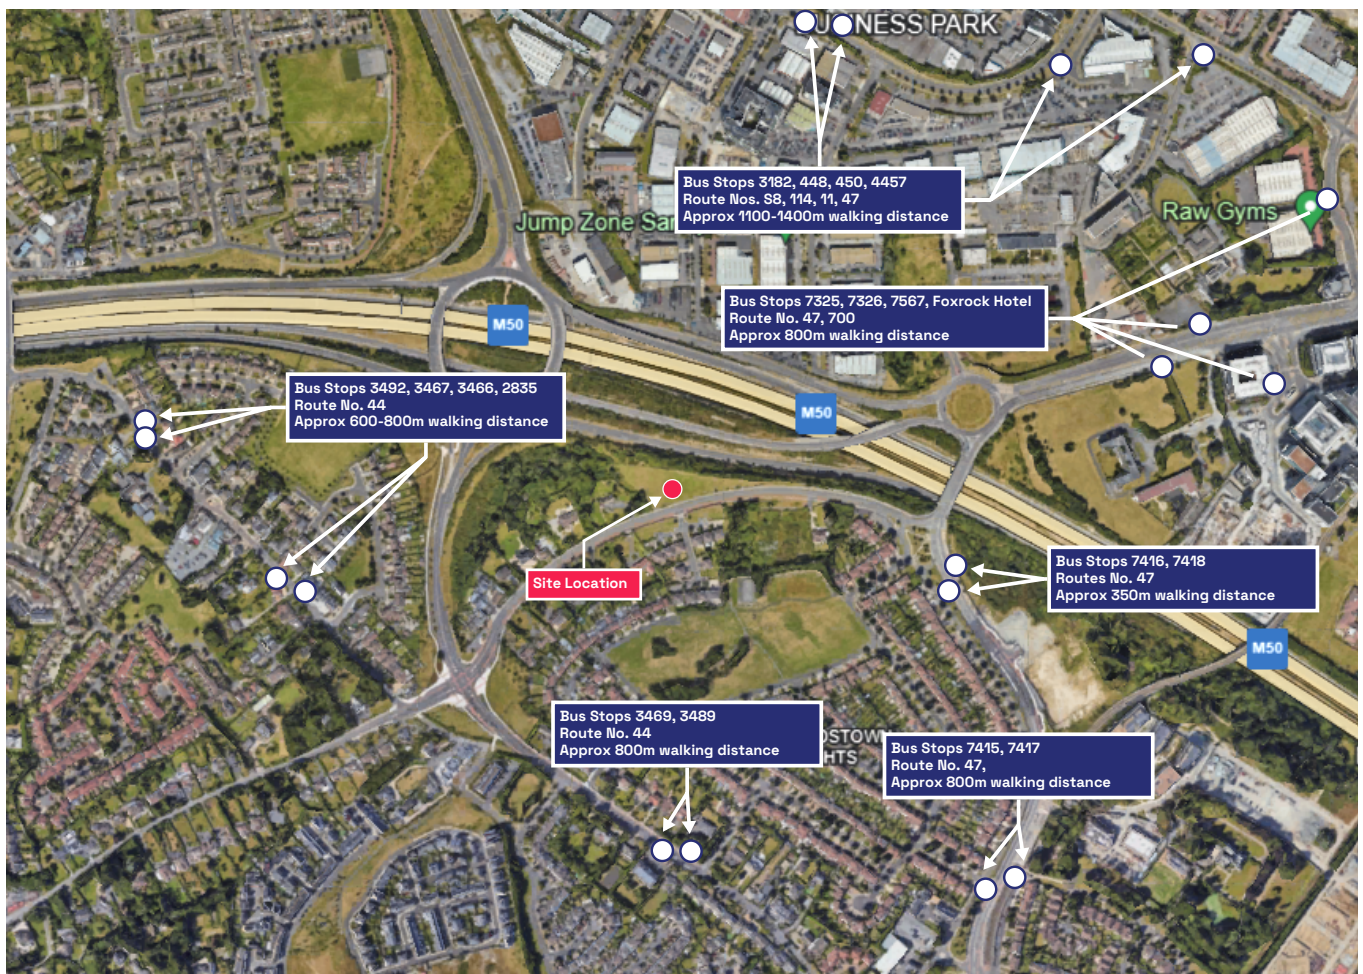 BUSINESS PARK
Bus Stops 3182, 448, 450, 4457
Route Nos. S8, 114, 11, 47
Approx 1100-1400m walking distance
Jump Zone Sa
Raw Gyms
Bus Stops 7325, 7326, 7567, Foxrock Hotel
Route No. 47, 700
Approx 800m walking distance
M50
Bus Stops 3492, 3467, 3466, 2835
Route No. 44
Approx 600-800m walking distance
M50
Site Location
Bus Stops 7416, 7418
Routes No. 47
Approx 350m walking distance
M50
Bus Stops 3469, 3489
Route No. 44
Approx 800m walking distance
OSTOW
HTS
Bus Stops 7415, 7417
Route No. 47,
Approx 800m walking distance